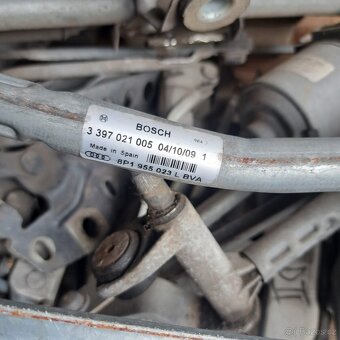 BOSCH
3 397 021 005 04/10/09 1
Made in Spain
8P1 955 023 L BVA